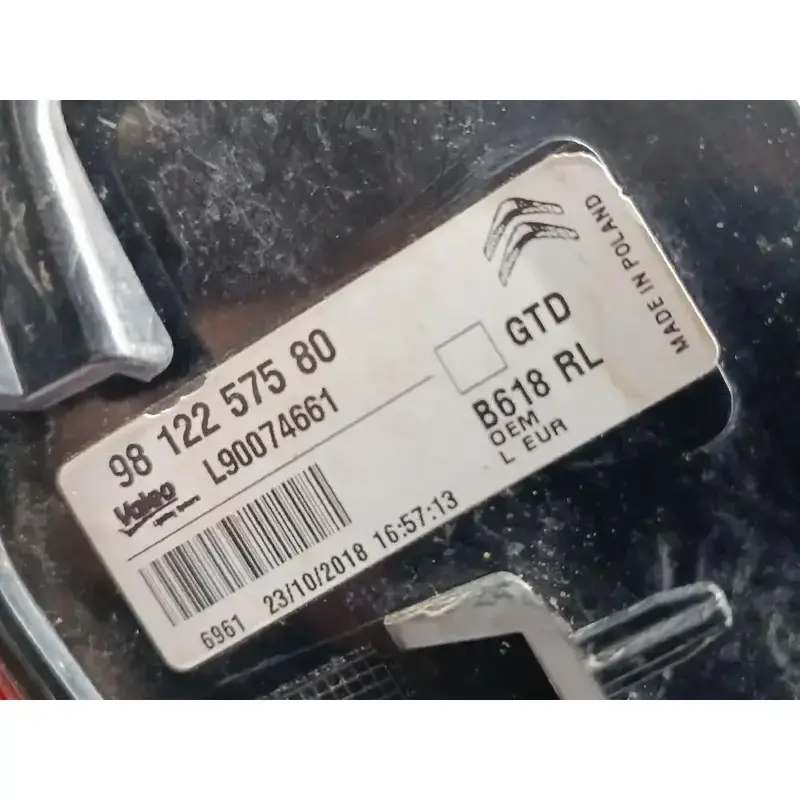 98 122 575 80
Valeo L90074661
6961 23/10/2018 16:57:13
GTD
B618 RL
OEM
L EUR
MADE IN POLAND